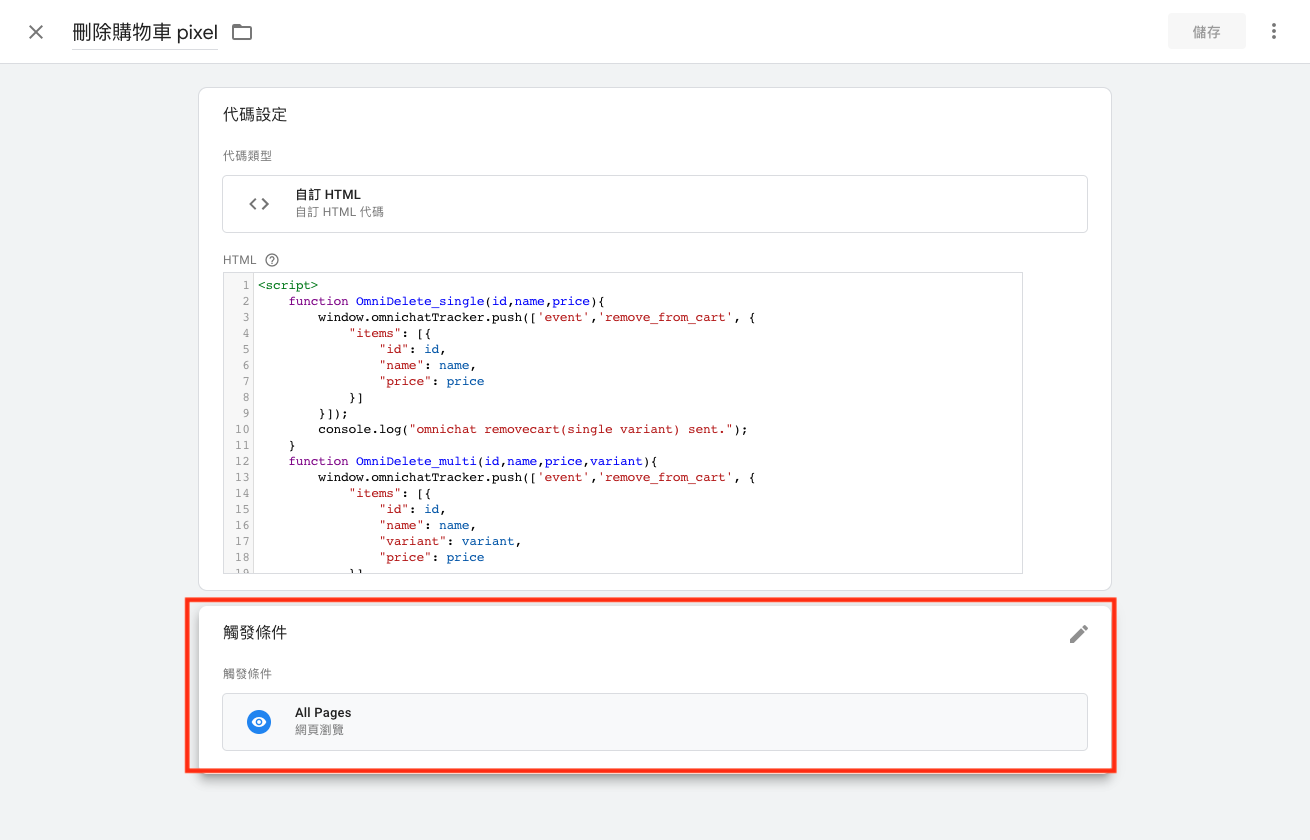 刪除購物車 pixel
儲存
代碼設定
代碼類型
自訂 HTML
自訂 HTML 代碼
HTML
1 <script>
2     function OmniDelete_single(id,name,price){
3         window.omnichatTracker.push(['event','remove_from_cart', {
4             "items": [{
5                 "id": id,
6                 "name": name,
7                 "price": price
8             }]
9         }]);
10         console.log("omnichat removecart(single variant) sent.");
11     }
12     function OmniDelete_multi(id,name,price,variant){
13         window.omnichatTracker.push(['event','remove_from_cart', {
14             "items": [{
15                 "id": id,
16                 "name": name,
17                 "variant": variant,
18                 "price": price
19             }]
觸發條件
觸發條件
All Pages
網頁瀏覽